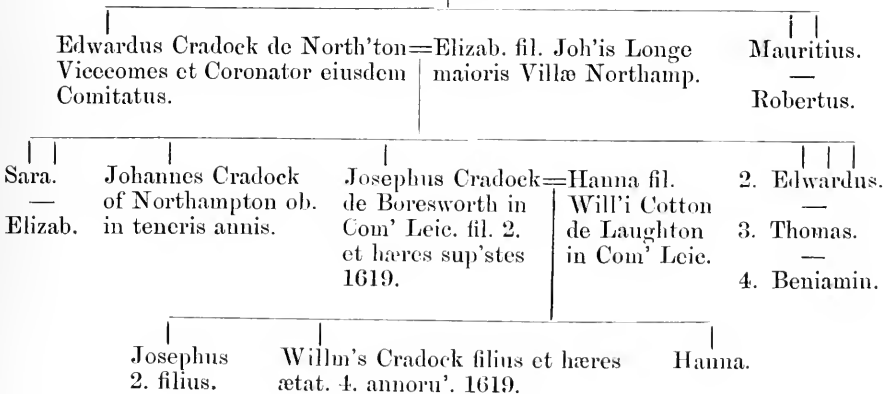 Edwardus Cradock de North'ton=Elizab. fil. Joh'is Longe
Vicecomes et Coronator eiusdem maioris Villæ Northamp.
Comitatus.
Mauritius.
—
Robertus.
Sara.
—
Elizab.
Johannes Cradock
of Northampton ob.
in teneris annis.
Josephus Cradock=Hanna fil.
de Boresworth in Will'i Cotton
Com' Leic. fil. 2. de Laughton
et hæres sup'stes in Com' Leic.
1619.
2. Edwardus.
—
3. Thomas.
—
4. Beniamin.
Josephus
2. filius.
Willm's Cradock filius et hæres
ætat. 4. annoru'. 1619.
Hanna.